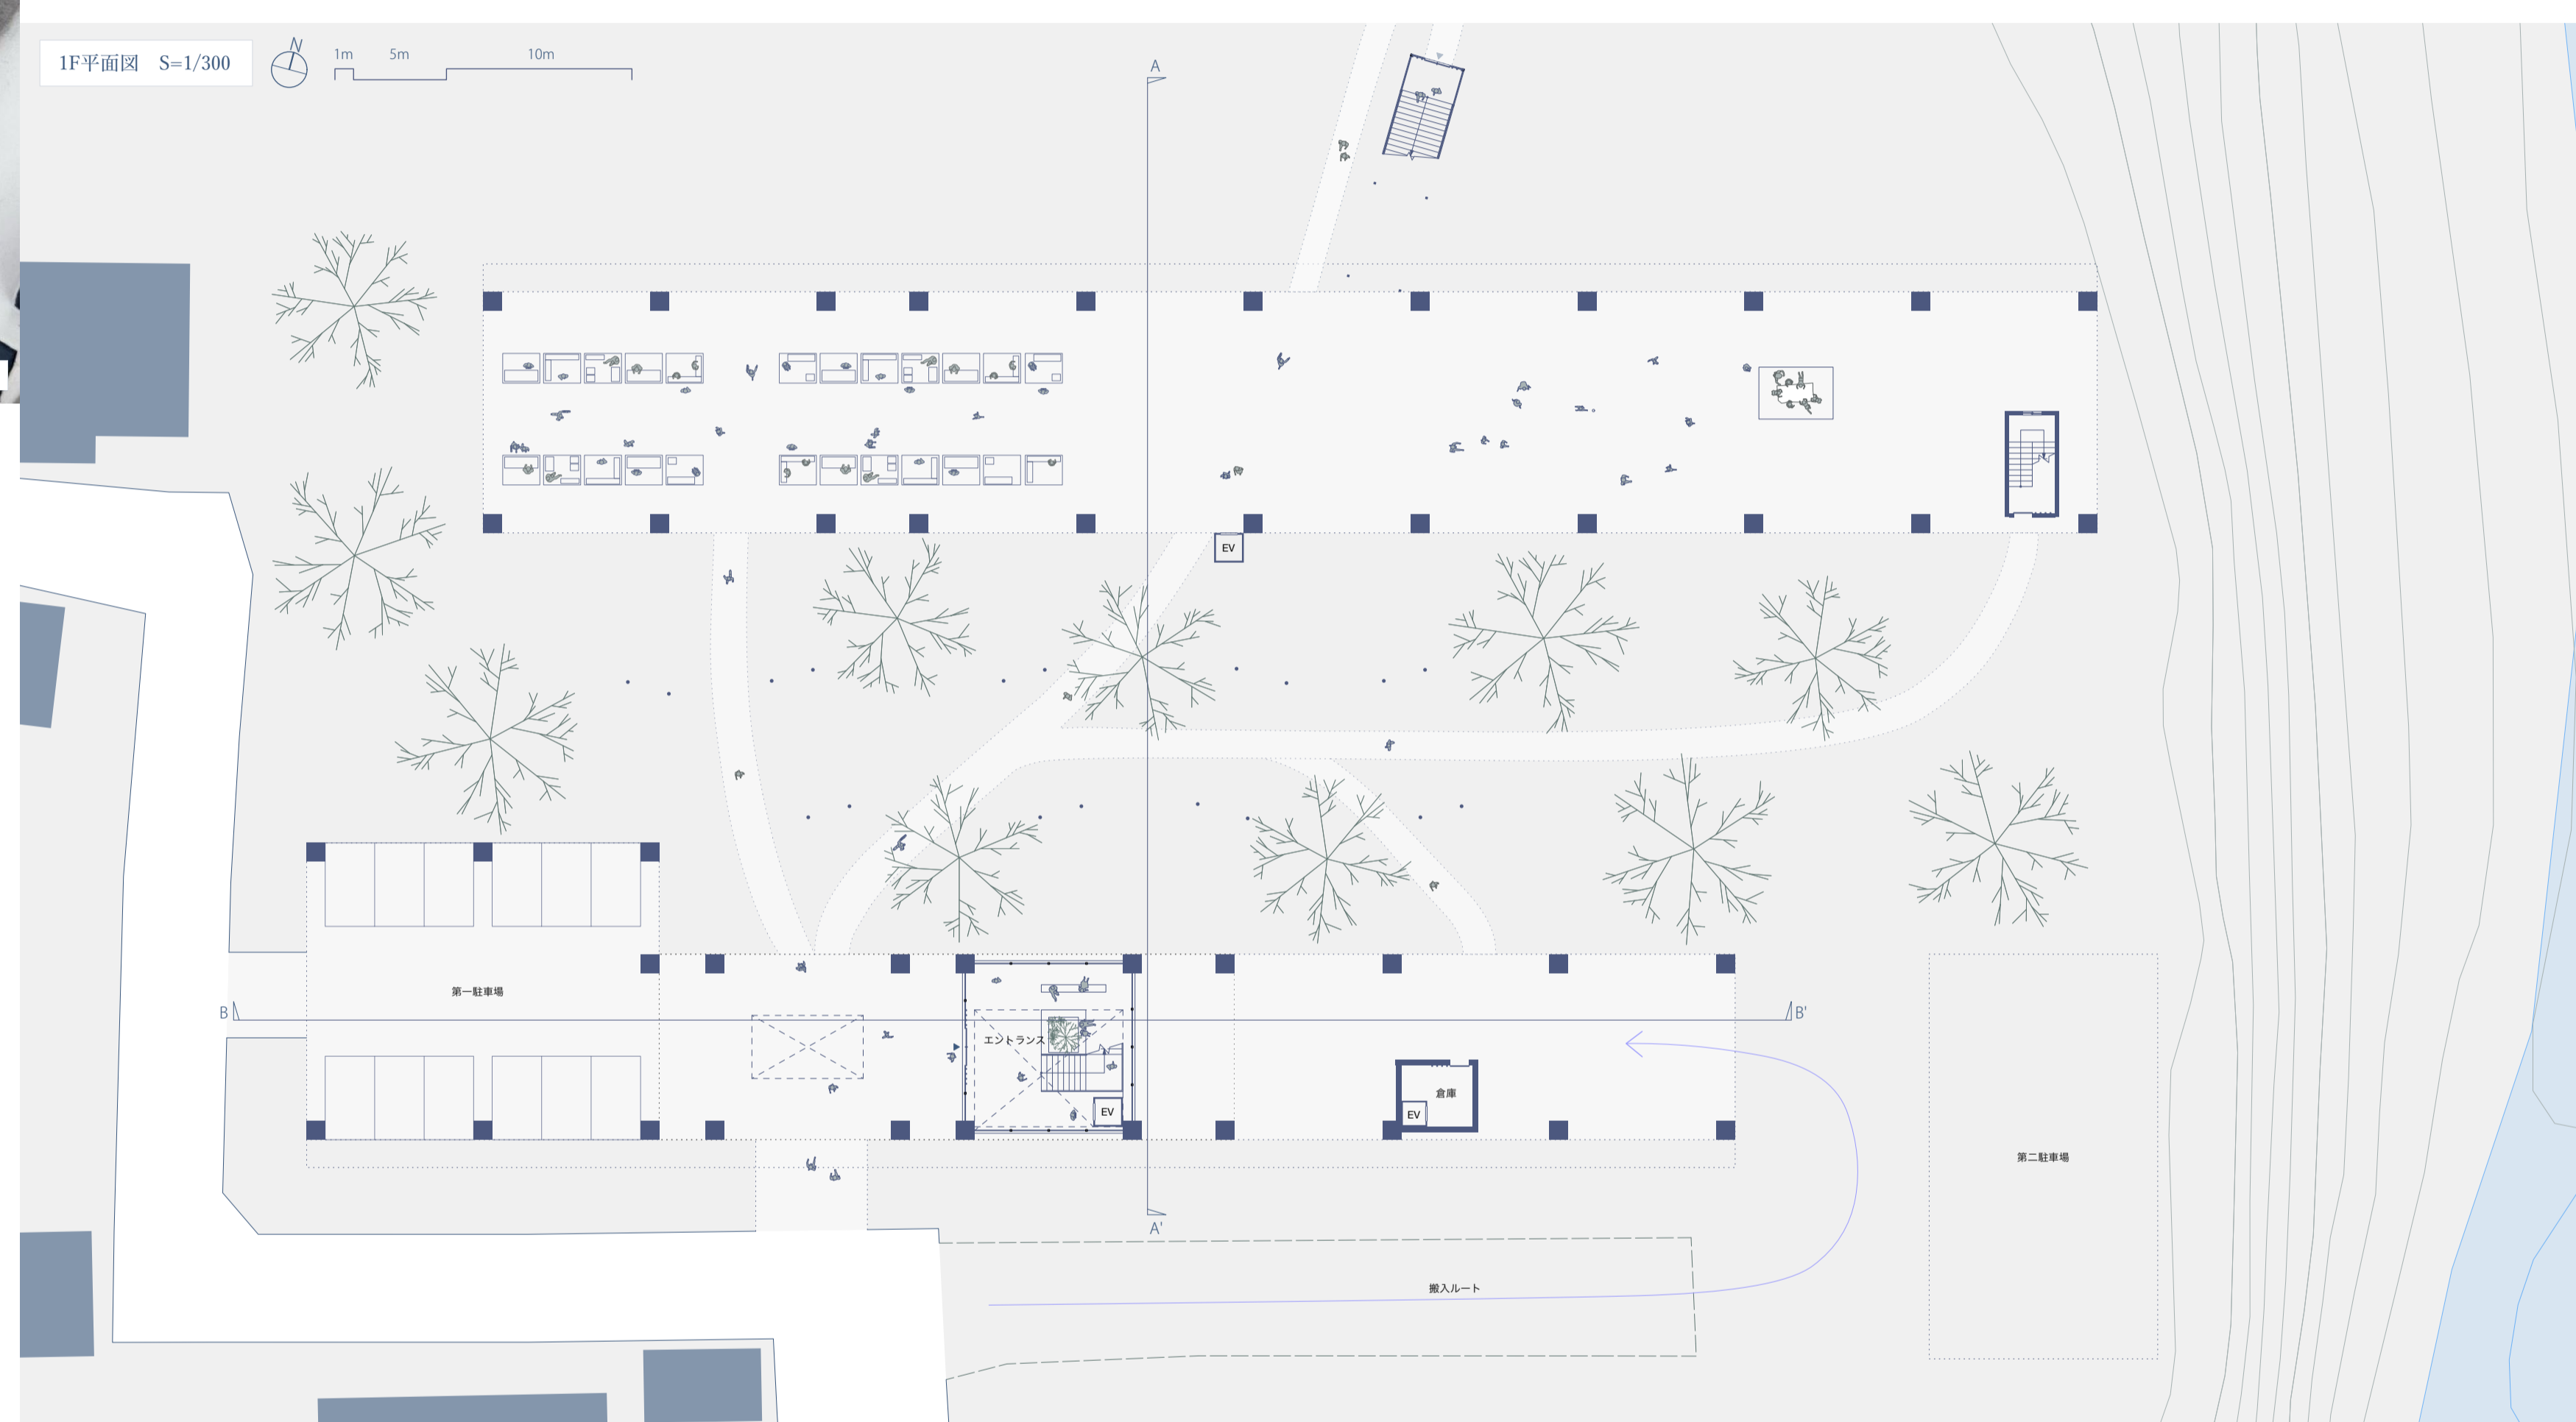 1F平面図 S=1/300
N
1m 5m 10m
A
EV
第一駐車場
B
B'
エントランス
EV
倉庫
EV
第二駐車場
A'
搬入ルート